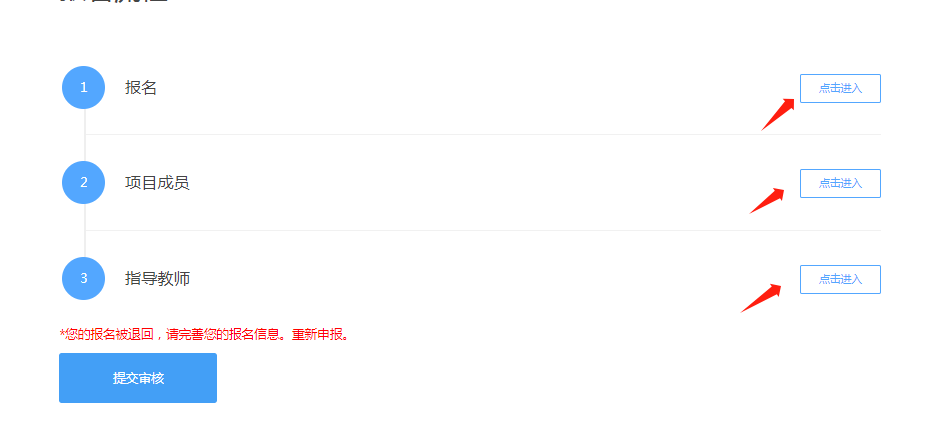 1 报名 点击进入
2 项目成员 点击进入
3 指导教师 点击进入
*您的报名被退回，请完善您的报名信息。重新申报。
提交审核